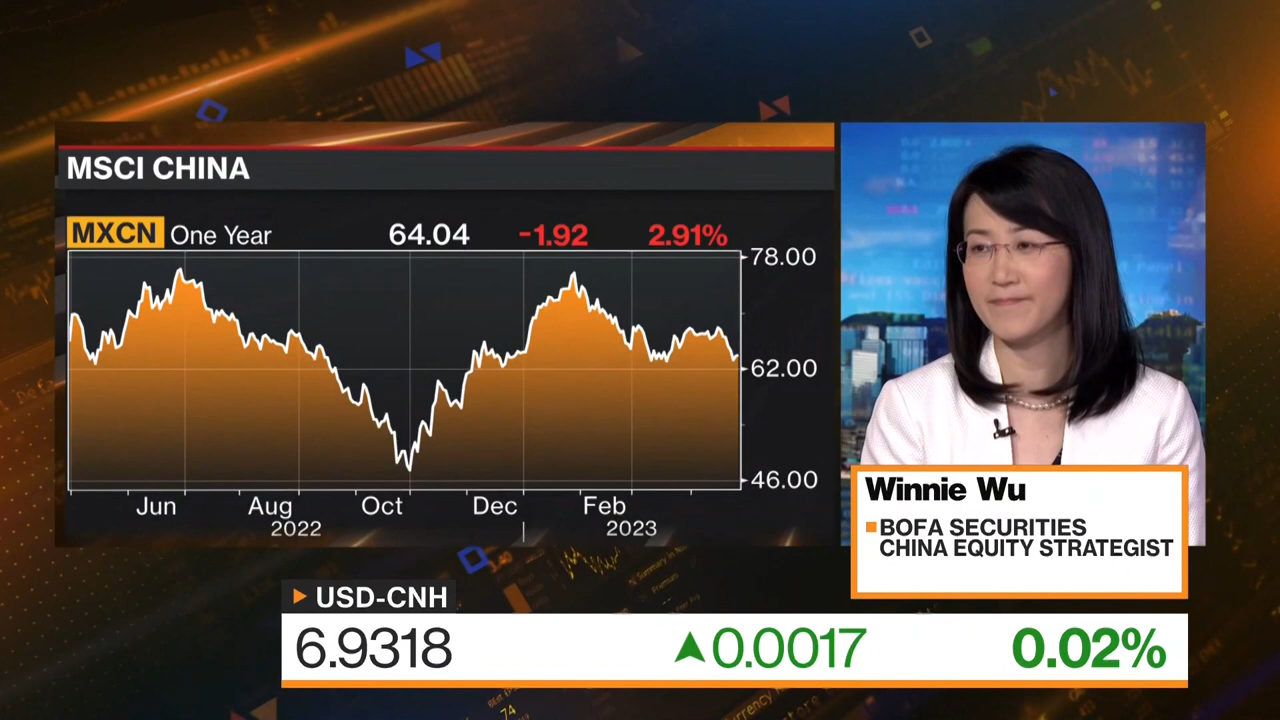 MSCI CHINA
MXCN One Year 64.04 -1.92 2.91%
78.00
62.00
46.00
Jun Aug Oct Dec Feb
2022 2023
Winnie Wu
BOFA SECURITIES
CHINA EQUITY STRATEGIST
USD-CNH
6.9318 0.0017 0.02%
74